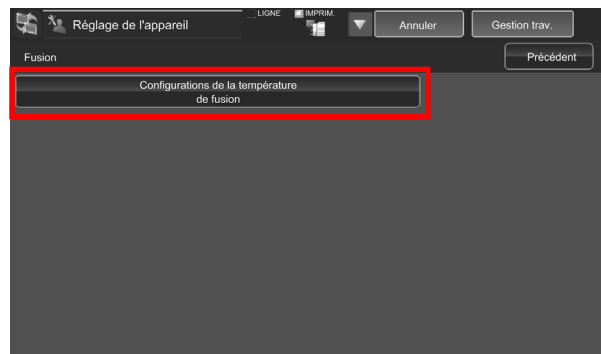 Réglage de l'appareil
LIGNE
IMPRIM.
Annuler
Gestion trav.
Fusion
Précédent
Configurations de la température
de fusion